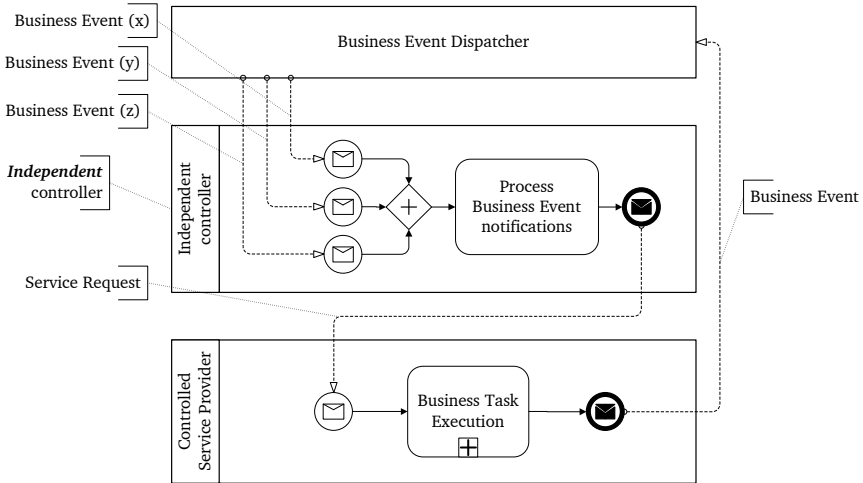 Business Event (x)
Business Event Dispatcher
Business Event (y)
Business Event (z)
Independent
controller
Independent
controller
Process
Business Event
notifications
Business Event
Service Request
Controlled
Service Provider
Business Task
Execution